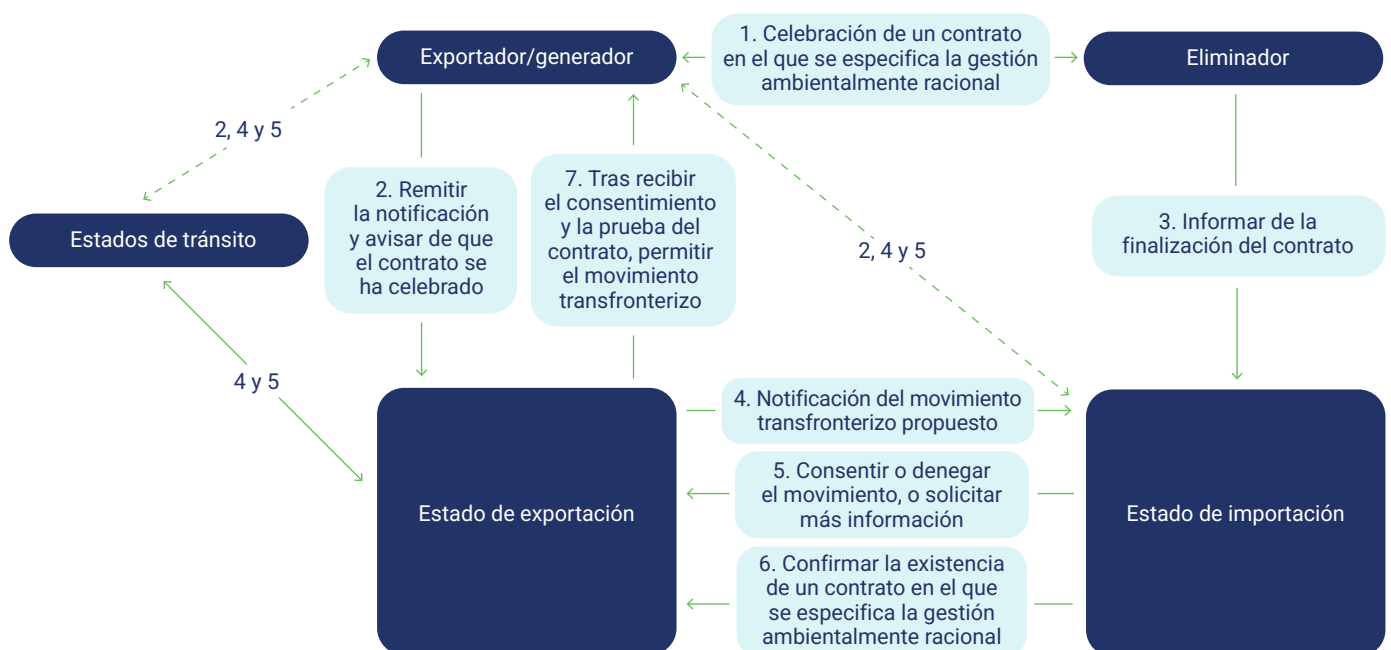 Exportador/generador
1. Celebración de un contrato
en el que se especifica la gestión
ambientalmente racional
Eliminador
2, 4 y 5
2. Remitir
la notificación
y avisar de que
el contrato se
ha celebrado
7. Tras recibir
el consentimiento
y la prueba del
contrato, permitir
el movimiento
transfronterizo
Estados de tránsito
2, 4 y 5
3. Informar de la
finalización del contrato
4 y 5
Estado de exportación
4. Notificación del movimiento
transfronterizo propuesto
5. Consentir o denegar
el movimiento, o solicitar
más información
6. Confirmar la existencia
de un contrato en el que
se especifica la gestión
ambientalmente racional
Estado de importación